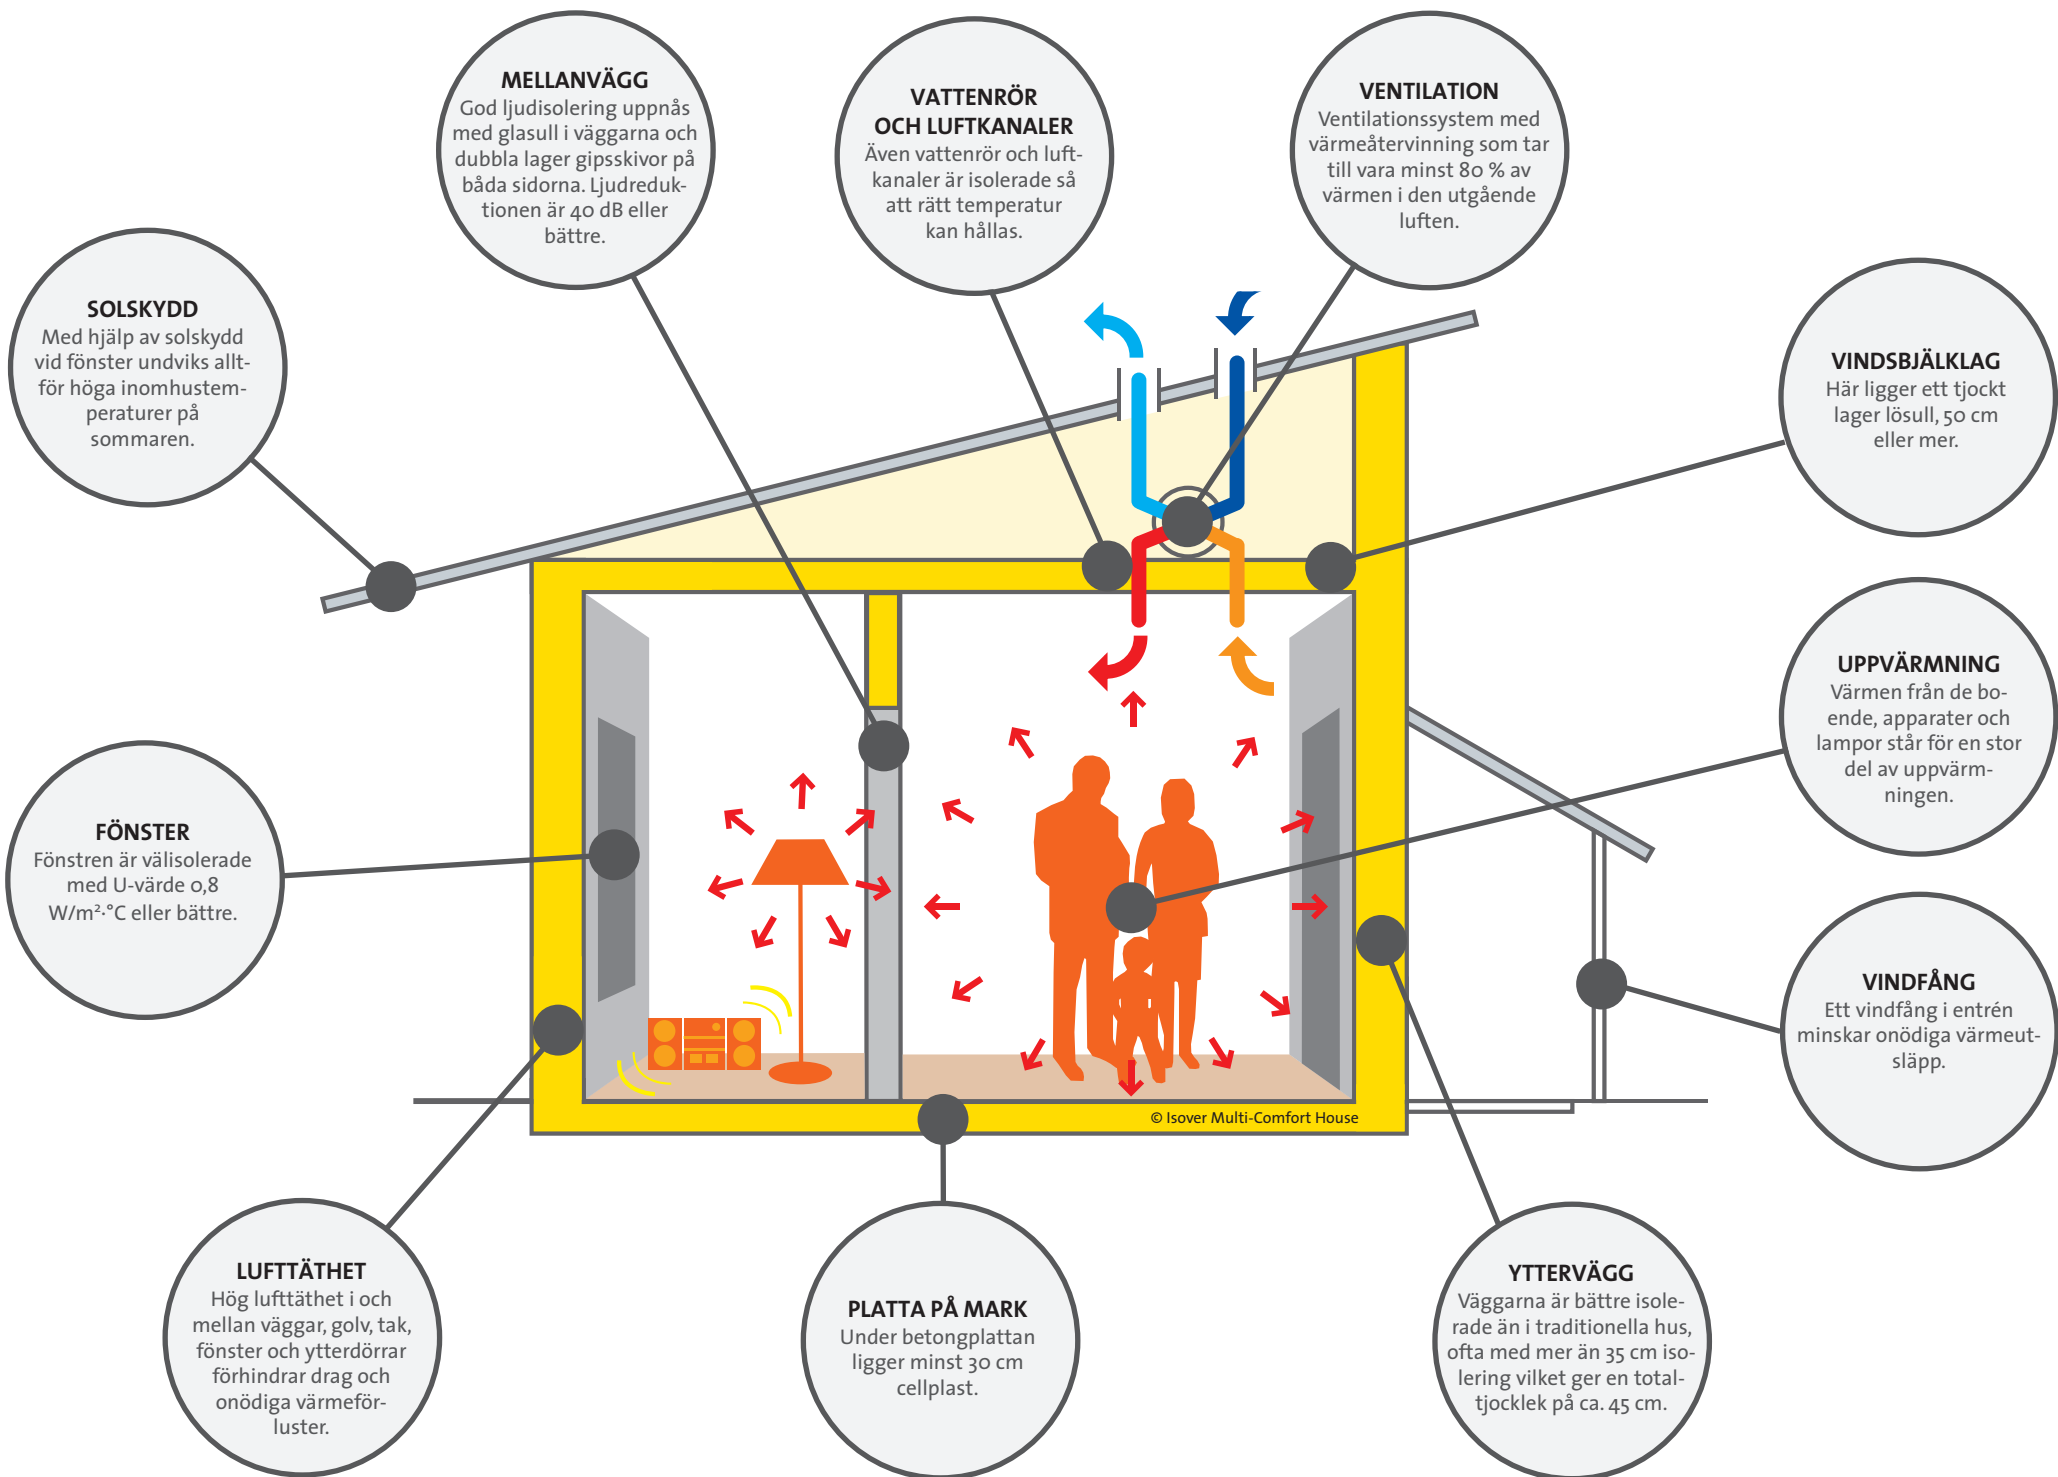 MELLANVÄGG
God ljudisolering uppnås
med glasull i väggarna och
dubbla lager gipsskivor på
båda sidorna. Ljudreduk-
tionen är 40 dB eller
bättre.
VATTENRÖR
OCH LUFTKANALER
Även vattenrör och luft-
kanaler är isolerade så
att rätt temperatur
kan hållas.
VENTILATION
Ventilationssystem med
värmeåtervinning som tar
till vara minst 80 % av
värmen i den utgående
luften.
SOLSKYDD
Med hjälp av solskydd
vid fönster undviks allt-
för höga inomhustem-
peraturer på
sommaren.
VINDSBJÄLKLAG
Här ligger ett tjockt
lager lösull, 50 cm
eller mer.
UPPVÄRMNING
Värmen från de bo-
ende, apparater och
lampor står för en stor
del av uppvärm-
ningen.
FÖNSTER
Fönstren är välisolerade
med U-värde 0,8
W/m²·°C eller bättre.
VINDFÅNG
Ett vindfång i entrén
minskar onödiga värmeut-
släpp.
© Isover Multi-Comfort House
LUFTTÄTHET
Hög lufttäthet i och
mellan väggar, golv, tak,
fönster och ytterdörrar
förhindrar drag och
onödiga värmeför-
luster.
PLATTA PÅ MARK
Under betongplattan
ligger minst 30 cm
cellplast.
YTTERVÄGG
Väggarna är bättre isole-
rade än i traditionella hus,
ofta med mer än 35 cm iso-
lering vilket ger en total-
tjocklek på ca. 45 cm.